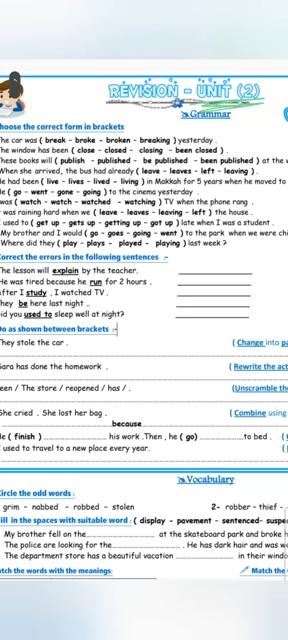 REVISION - UNIT (2)
Grammar
hoose the correct form in brackets
The car was ( break - broke - broken - breaking ) yesterday .
The window has been ( close - closed - closing - been closed ) .
These books will ( publish - published - be published - been published ) at the
When she arrived, the bus had already ( leave - leaves - left - leaving ) .
He had been ( live - lives - lived - living ) in Makkah for 5 years when he moved to
He ( go - went - gone - going ) to the cinema yesterday .
was ( watch - watch - watched - watching ) TV when the phone rang .
was raining hard when we ( leave - leaves - leaving - left ) the house .
I used to ( get up - gets up - getting up - got up ) late when I was a student .
My brother and I would ( go - goes - going - went ) to the park when we were
Where did they ( play - plays - played - playing ) last week ?
Correct the errors in the following sentences :-
The lesson will explain by the teacher.
He was tired because he run for 2 hours .
After I study , I watched TV .
They be here last night ..
Did you used to sleep well at night?
Do as shown between brackets :-
They stole the car . ( Change into
Sara has done the homework . ( Rewrite the
een / The store / reopened / has / . (Unscramble
She cried . She lost her bag . ( Combine using
because
He ( finish ) ........................ his work .Then , he ( go) ........................to bed . (
I used to travel to a new place every year. (
Vocabulary
Circle the odd words :
grim - nabbed - robbed - stolen 2- robber - thief -
ill in the spaces with suitable word : ( display - pavement - sentenced-
My brother fell on the........................ at the skateboard park and broke
The police are looking for the........................ . He has dark hair and was
The department store has a beautiful vacation ........................ in their
atch the words with the meanings: Match the